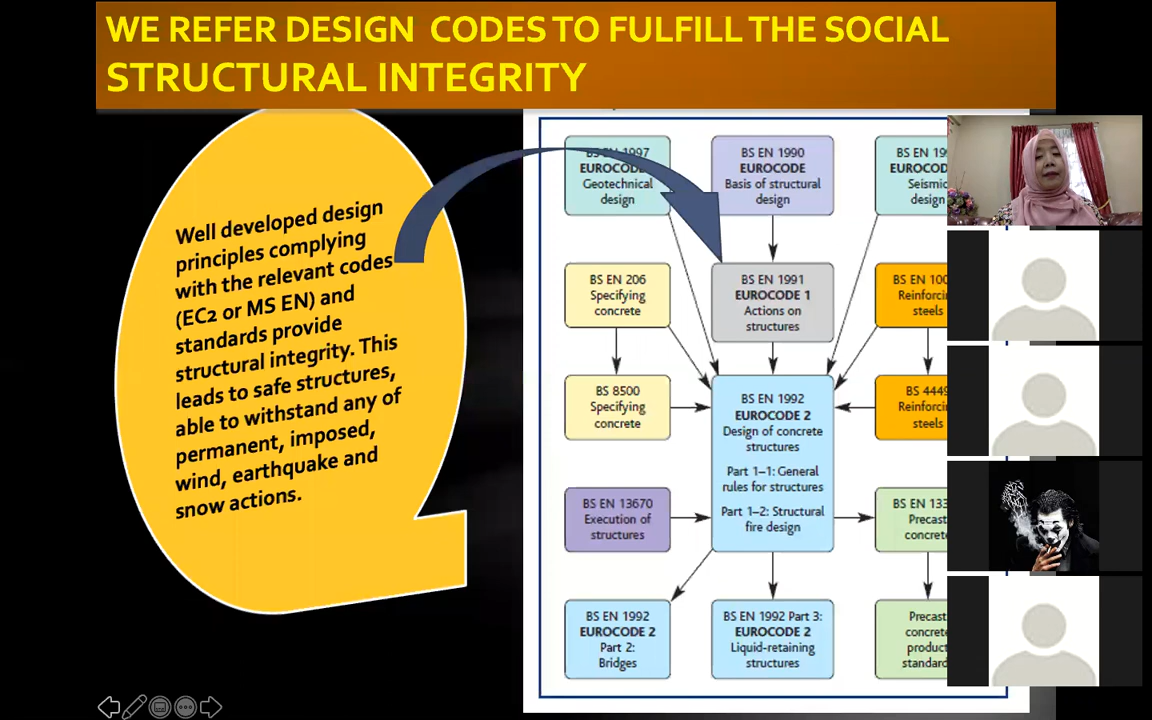 WE REFER DESIGN CODES TO FULFILL THE SOCIAL
STRUCTURAL INTEGRITY
Well developed design
principles complying
with the relevant codes
(EC2 or MS EN) and
standards provide
structural integrity. This
leads to safe structures,
able to withstand any of
permanent, imposed,
wind, earthquake and
snow actions.
1997
EUROCODE
Geotechnical
design
BS EN 1990
EUROCODE
Basis of structural
design
BS EN
EUROCODE
design
BS EN 206
Specifying
concrete
BS EN 1991
EUROCODE 1
Actions on
structures
BS EN
steels
BS 8500
Specifying
concrete
BS EN 1992
EUROCODE 2
Design of concrete
structures
Part 1–1: General
rules for structures
Part 1–2: Structural
fire design
BS 4449
steels
BS EN 13670
Execution of
structures
BS EN
BS EN 1992
EUROCODE 2
Part 2:
Bridges
BS EN 1992 Part 3:
EUROCODE 2
Liquid-retaining
structures